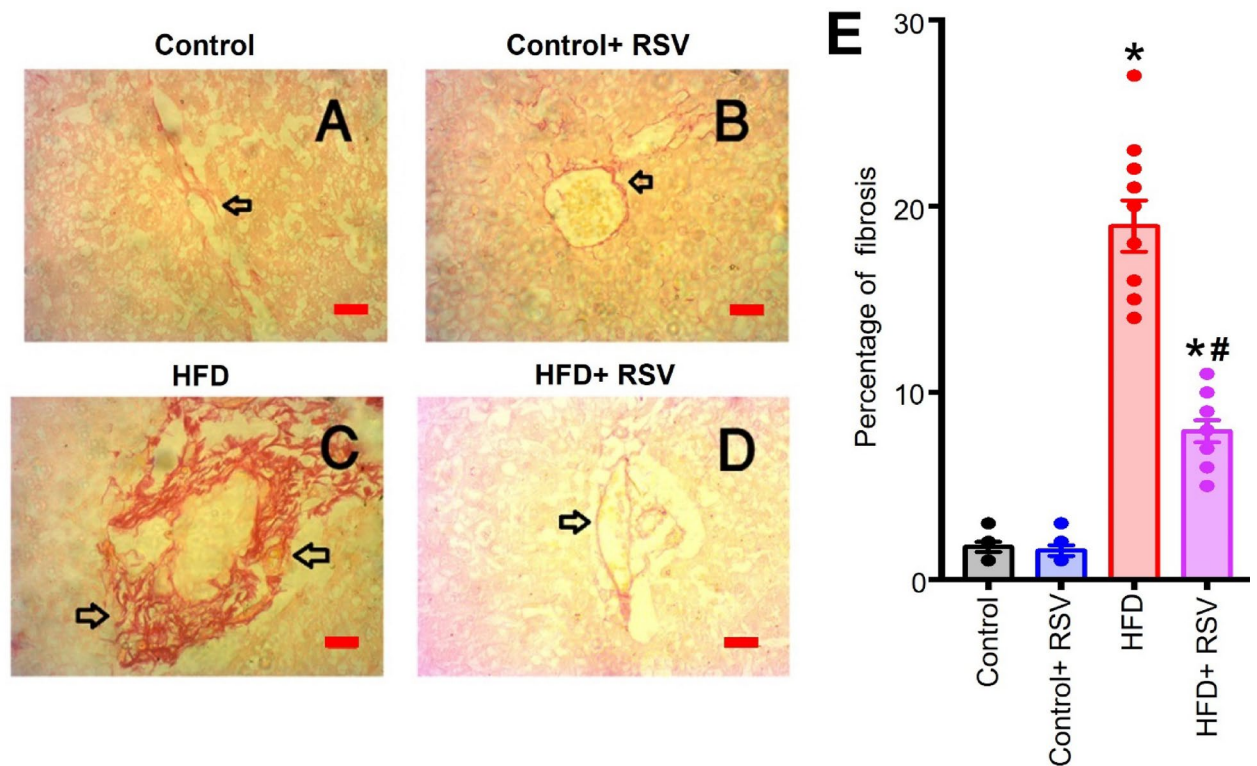 Control
Control+ RSV
A
B
HFD
HFD+ RSV
C
D
E
Percentage of fibrosis
30
20
10
0
*
*#
Control
Control+ RSV
HFD
HFD+ RSV